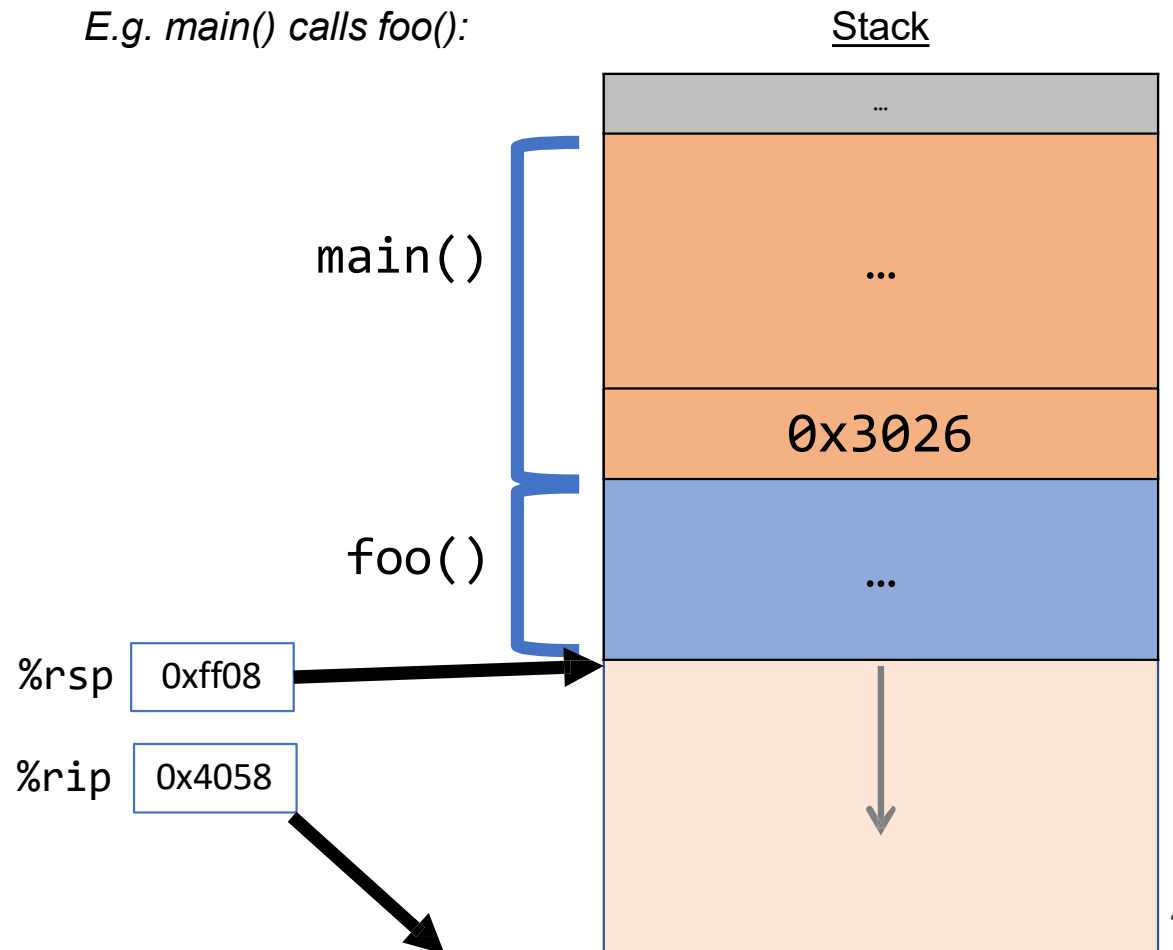 E.g. main() calls foo():
Stack
…
main()
…
0x3026
foo()
…
%rsp
0xff08
%rip
0x4058